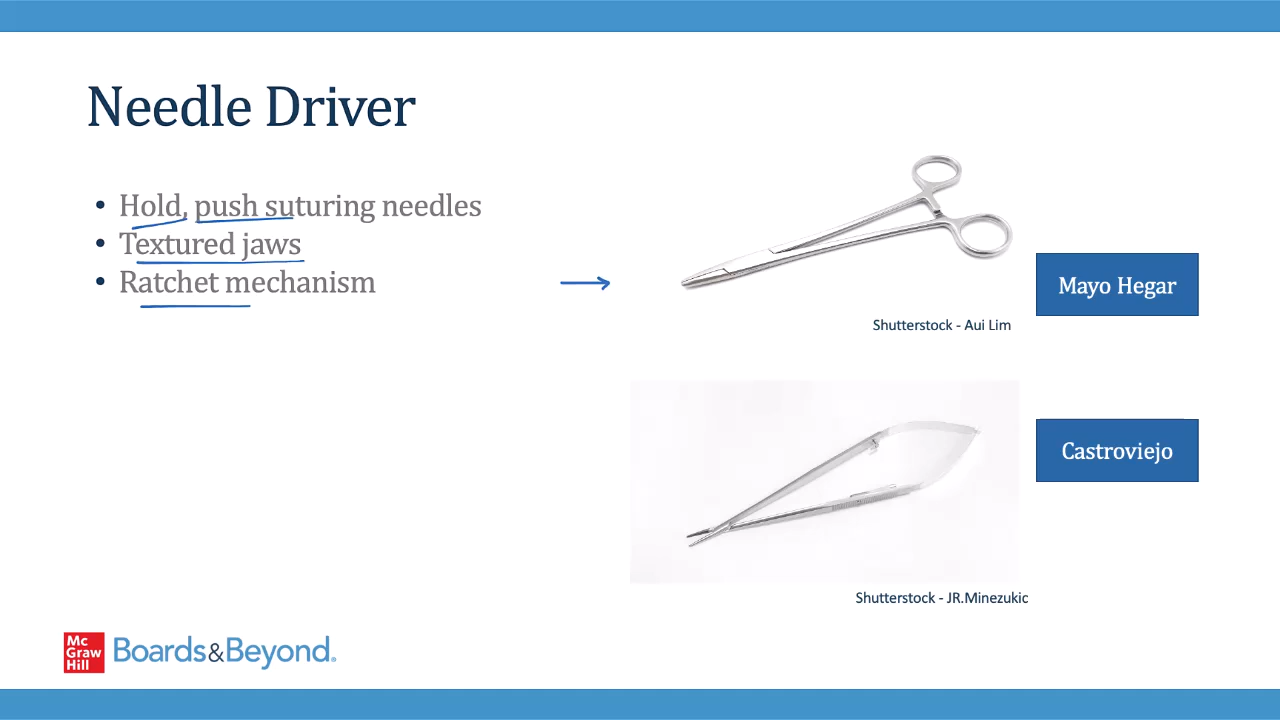 Needle Driver
• Hold, push suturing needles
• Textured jaws
• Ratchet mechanism
Mayo Hegar
Shutterstock - Aui Lim
Castroviejo
Shutterstock - JR.Minezukic
Mc
Graw
Hill
Boards&Beyond®